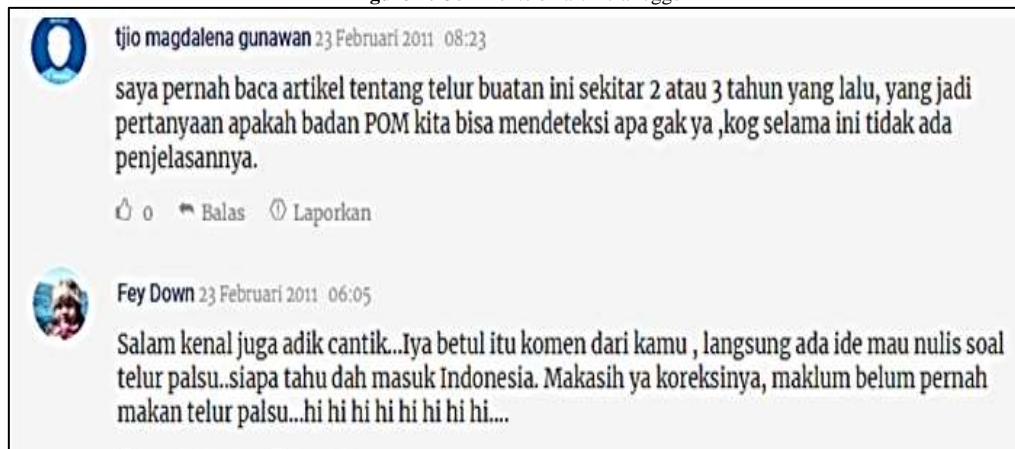 tjio magdalena gunawan 23 Februari 2011 08:23
saya pernah baca artikel tentang telur buatan ini sekitar 2 atau 3 tahun yang lalu, yang jadi
pertanyaan apakah badan POM kita bisa mendeteksi apa gak ya ,kog selama ini tidak ada
penjelasannya.
0 Balas Laporkan
Fey Down 23 Februari 2011 06:05
Salam kenal juga adik cantik...Iya betul itu komen dari kamu , langsung ada ide mau nulis soal
telur palsu..siapa tahu dah masuk Indonesia. Makasih ya koreksinya, maklum belum pernah
makan telur palsu...hi hi hi hi hi hi hi hi hi....